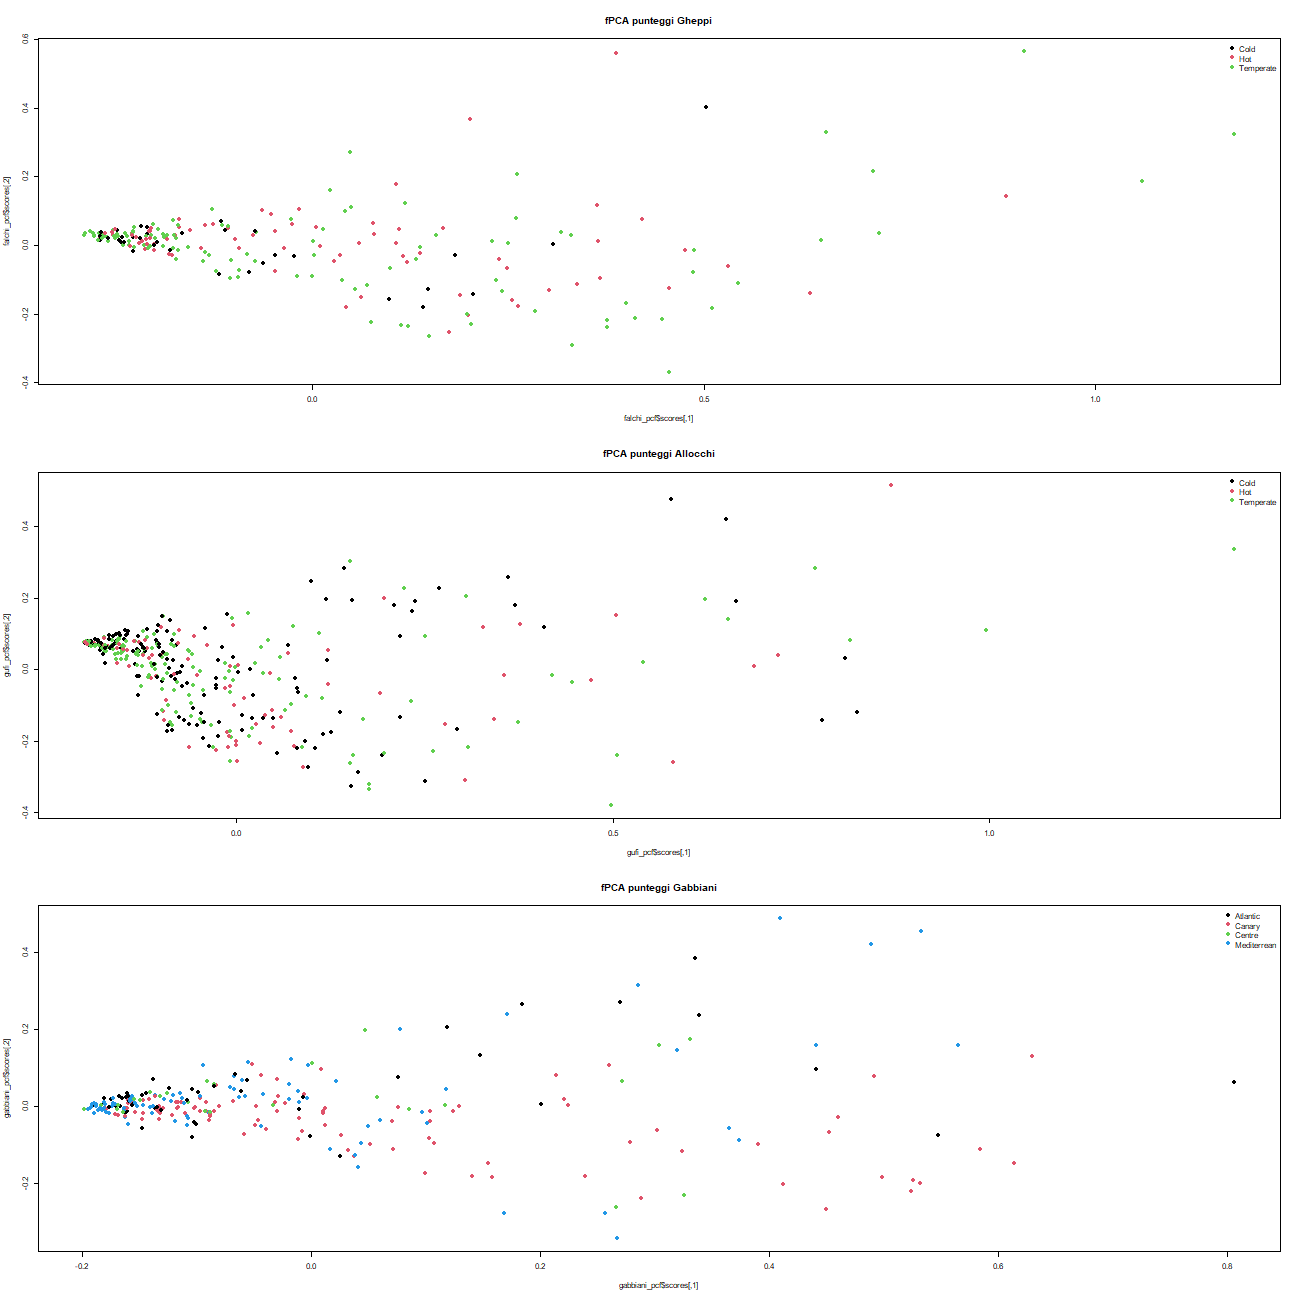 fPCA punteggi Gheppi
Cold
Hot
Temperate
falchi_pcf$scores[,2]
0.6
0.4
0.2
0.0
-0.2
-0.4
0.0 0.5 1.0
falchi_pcf$scores[,1]
fPCA punteggi Allocchi
Cold
Hot
Temperate
gufi_pcf$scores[,2]
0.4
0.2
0.0
-0.2
-0.4
0.0 0.5 1.0
gufi_pcf$scores[,1]
fPCA punteggi Gabbiani
Atlantic
Canary
Centre
Mediterrean
gabbiani_pcf$scores[,2]
0.4
0.2
0.0
-0.2
-0.2 0.0 0.2 0.4 0.6 0.8
gabbiani_pcf$scores[,1]